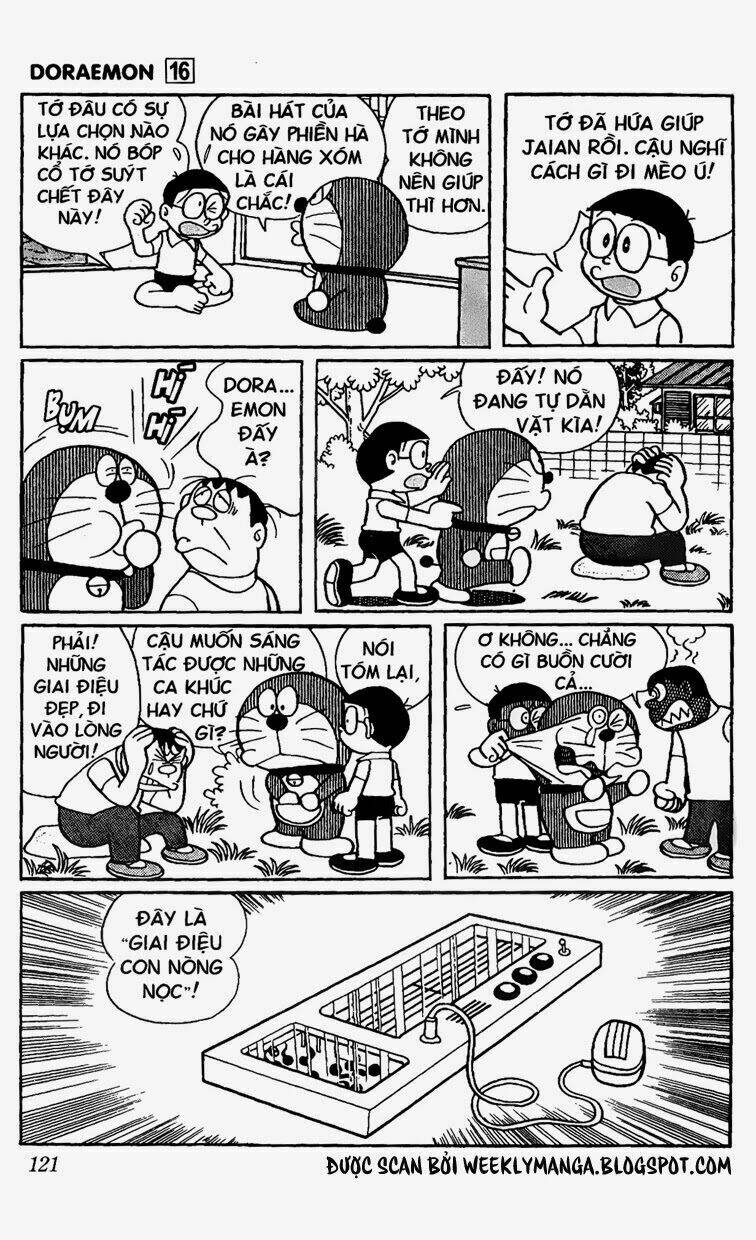 DORAEMON 16
TỚ ĐÃ HỨA GIÚP
JAIAN RỒI. CẬU NGHĨ
CÁCH GÌ ĐI MÈO Ú!
THEO
TỚ MÌNH
KHÔNG
NÊN GIÚP
THÌ HƠN.
BÀI HÁT CỦA
NÓ GÂY PHIỀN HÀ
CHO HÀNG XÓM
LÀ CÁI
CHẮC!
TỚ ĐÂU CÓ SỰ
LỰA CHỌN NÀO
KHÁC. NÓ BÓP
CỔ TỚ SUÝT
CHẾT ĐÂY
NÀY!
ĐẤY! NÓ
ĐANG TỰ DẰN
VẶT KÌA!
DORA...
EMON
ĐẤY
À?
HÍ
HÍ
BỤM
Ơ KHÔNG... CHẲNG
CÓ GÌ BUỒN CƯỜI
CẢ...
NÓI
TÓM LẠI,
CẬU MUỐN SÁNG
TÁC ĐƯỢC NHỮNG
CA KHÚC
HAY CHỨ
GÌ?
PHẢI!
NHỮNG
GIAI ĐIỆU
ĐẸP, ĐI
VÀO LÒNG
NGƯỜI!
ĐÂY LÀ
"GIAI ĐIỆU
CON NÒNG
NỌC"!
121
ĐƯỢC SCAN BỞI WEEKLYMANGA.BLOGSPOT.COM